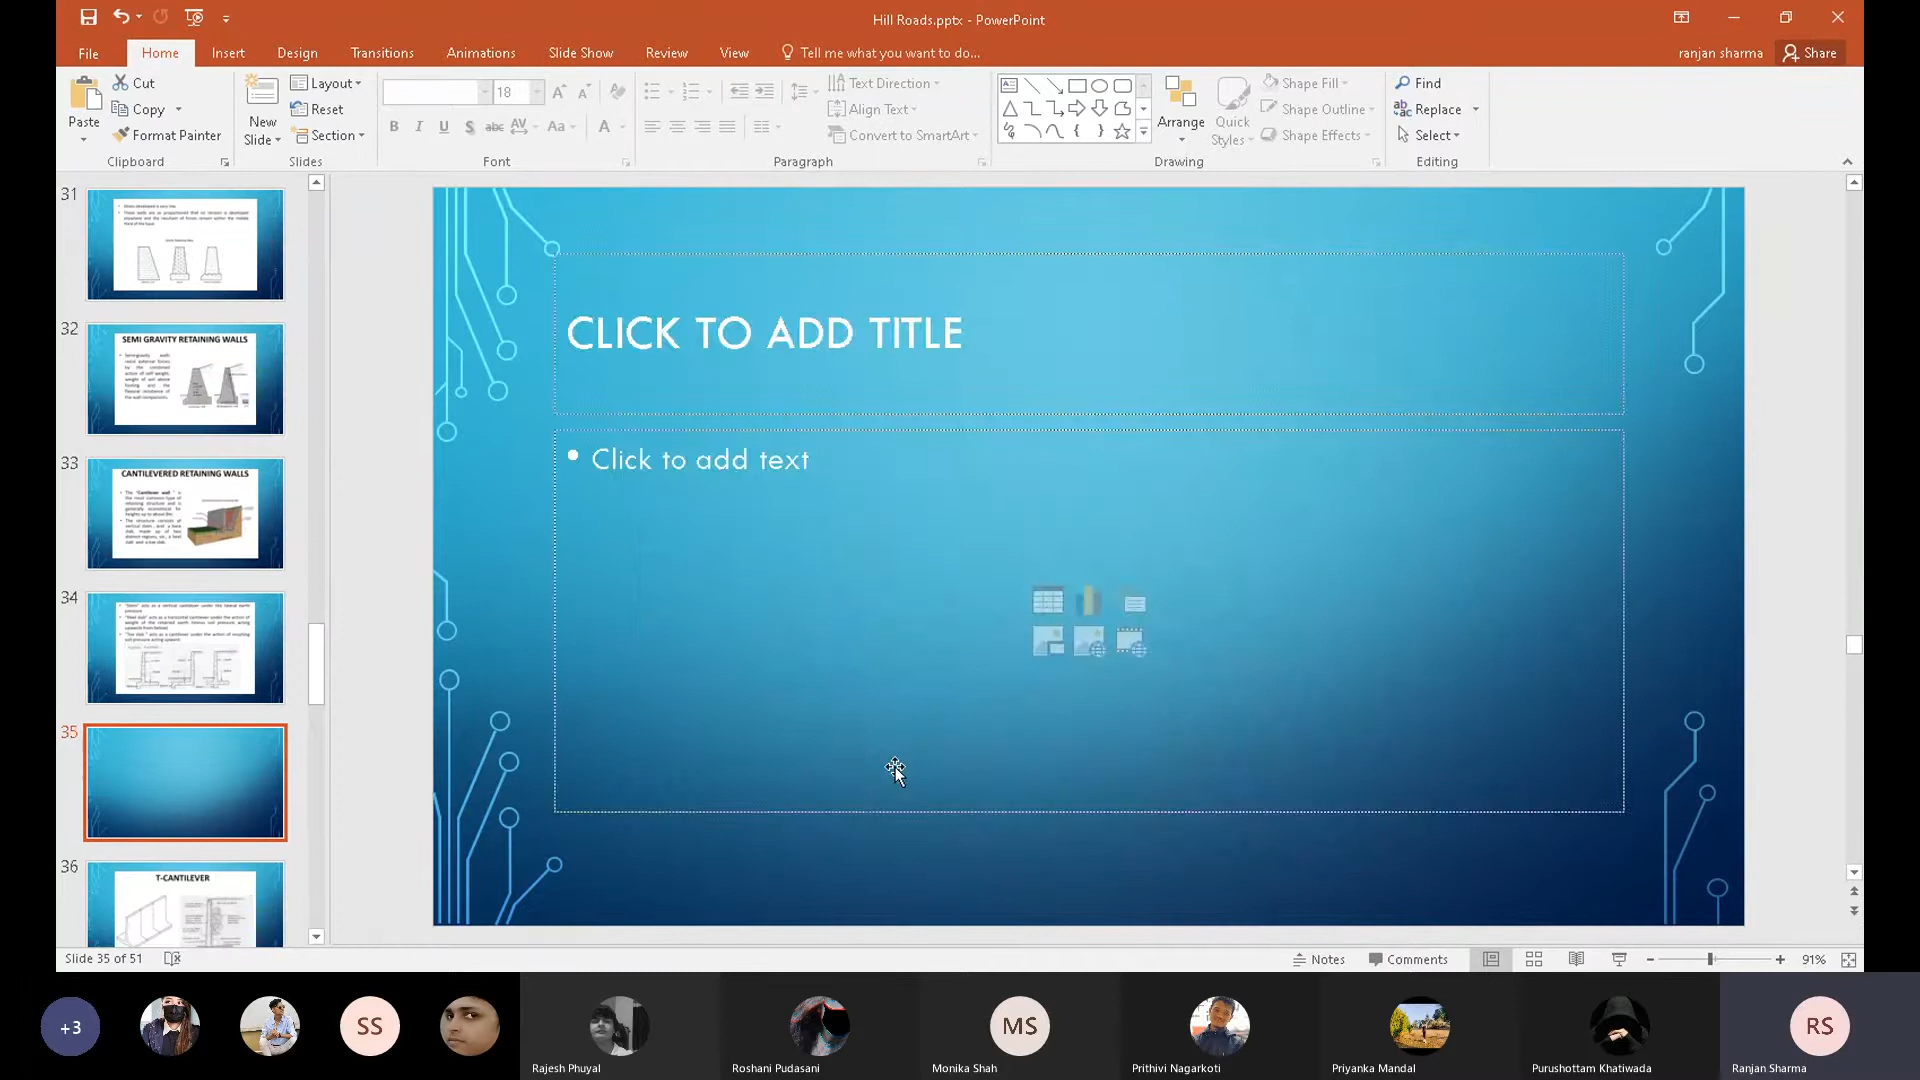 Hill Roads.pptx - PowerPoint
File Home Insert Design Transitions Animations Slide Show Review View Tell me what you want to do... ranjan sharma Share
Paste
Cut
Copy
Format Painter
Clipboard
New
Slide
Layout
Reset
Section
Slides
18
B I U S abc AV Aa A
Font
Text Direction
Align Text
Convert to SmartArt
Paragraph
Arrange
Quick
Styles
Shape Fill
Shape Outline
Shape Effects
Drawing
Find
Replace
Select
Editing
31
32
SEMI GRAVITY RETAINING WALLS
33
CANTILEVERED RETAINING WALLS
34
35
36
T-CANTILEVER
CLICK TO ADD TITLE
• Click to add text
Slide 35 of 51
Notes Comments 91%
+3 SS MS RS
Rajesh Phuyal Roshani Pudasani Monika Shah Prithivi Nagarkoti Priyanka Mandal Purushottam Khatiwada Ranjan Sharma